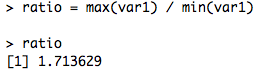 > ratio = max(var1) / min(var1)
> ratio
[1] 1.713629